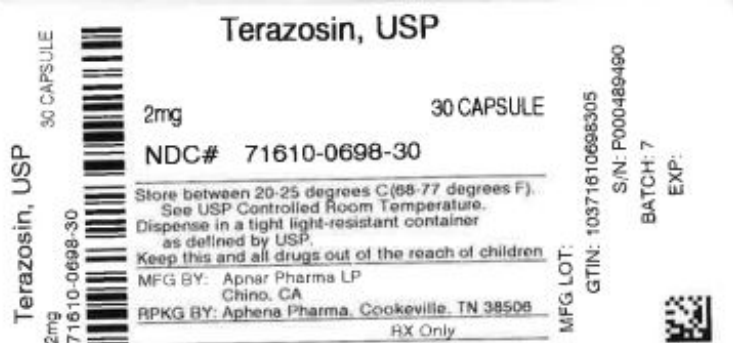 Terazosin, USP
30 CAPSULE
2mg
71610-0698-30
Terazosin, USP
2mg 30 CAPSULE
NDC# 71610-0698-30
Store between 20-25 degrees C(68-77 degrees F).
See USP Controlled Room Temperature.
Dispense in a tight light-resistant container
as defined by USP.
Keep this and all drugs out of the reach of children
MFG BY: Apnar Pharma LP
Chino, CA
RPKG BY: Aphena Pharma, Cookeville, TN 38506
RX Only
MFG LOT:
GTIN: 10371610698305
S/N: P000489490
BATCH: 7
EXP: